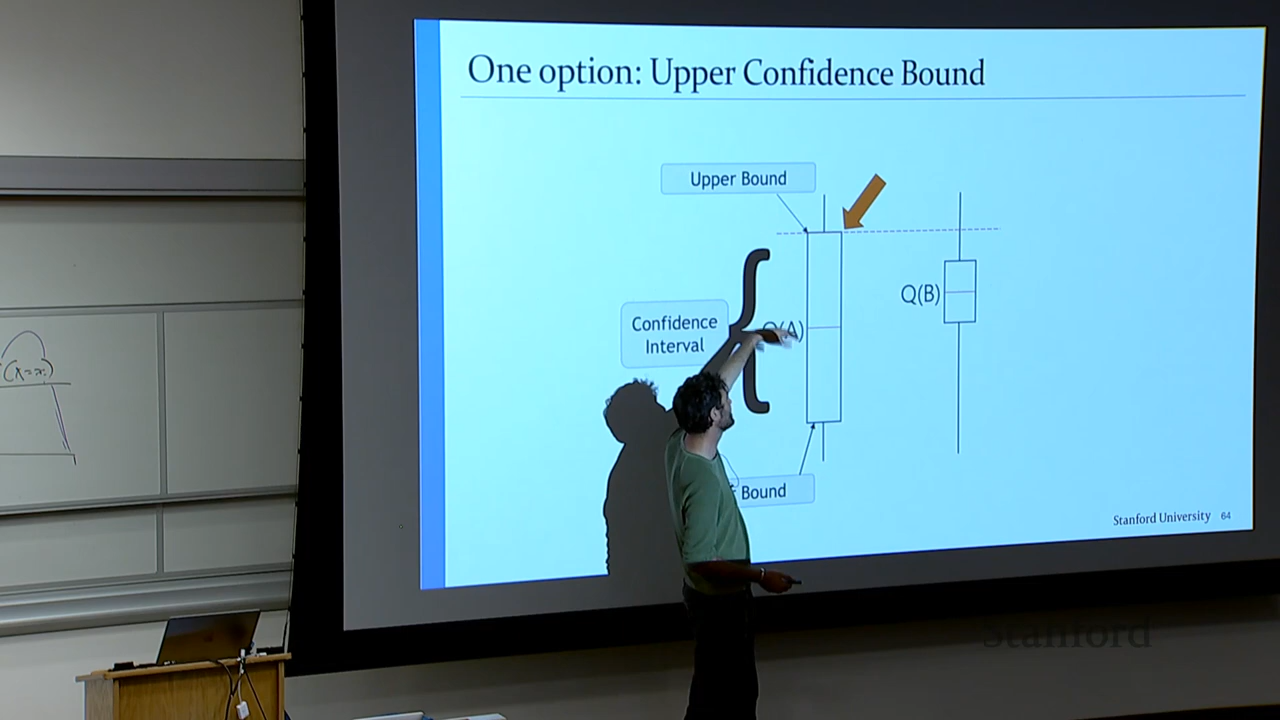 One option: Upper Confidence Bound
Upper Bound
Q(B)
Confidence
Interval
Bound
Stanford University 64
(x=x)
Stanford